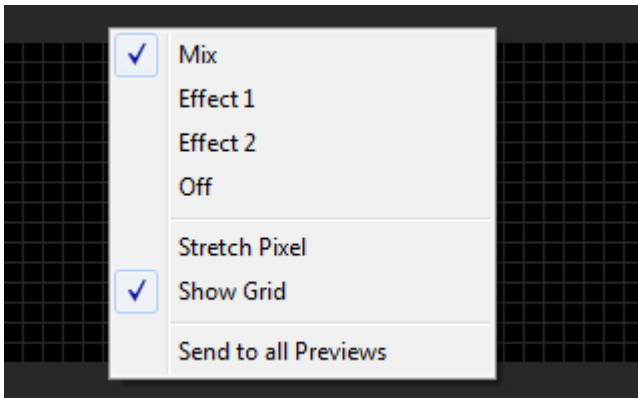 Mix
Effect 1
Effect 2
Off
Stretch Pixel
Show Grid
Send to all Previews